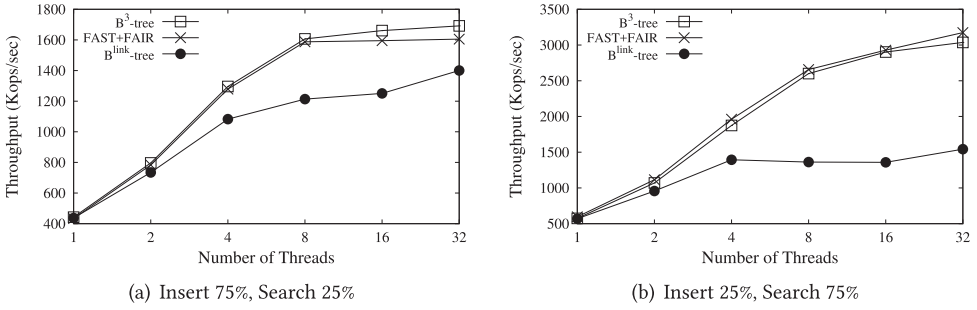 1800
1600
1400
1200
1000
800
600
400
Throughput (Kops/sec)
B³-tree
FAST+FAIR
Bˡⁱⁿᵏ-tree
1 2 4 8 16 32
Number of Threads
(a) Insert 75%, Search 25%
3500
3000
2500
2000
1500
1000
500
Throughput (Kops/sec)
B³-tree
FAST+FAIR
Bˡⁱⁿᵏ-tree
1 2 4 8 16 32
Number of Threads
(b) Insert 25%, Search 75%